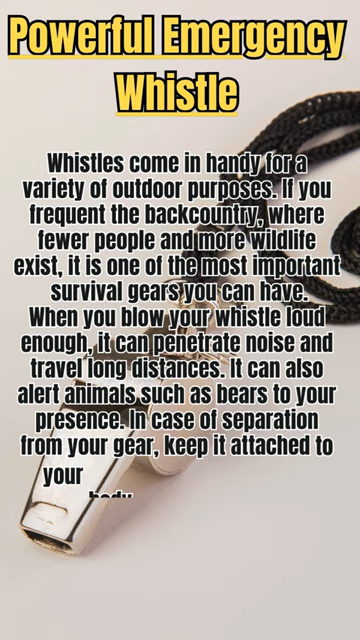 Powerful Emergency
Whistle
Whistles come in handy for a
variety of outdoor purposes. If you
frequent the backcountry, where
fewer people and more wildlife
exist, it is one of the most important
survival gears you can have.
When you blow your whistle loud
enough, it can penetrate noise and
travel long distances. It can also
alert animals such as bears to your
presence. In case of separation
from your gear, keep it attached to
your
body